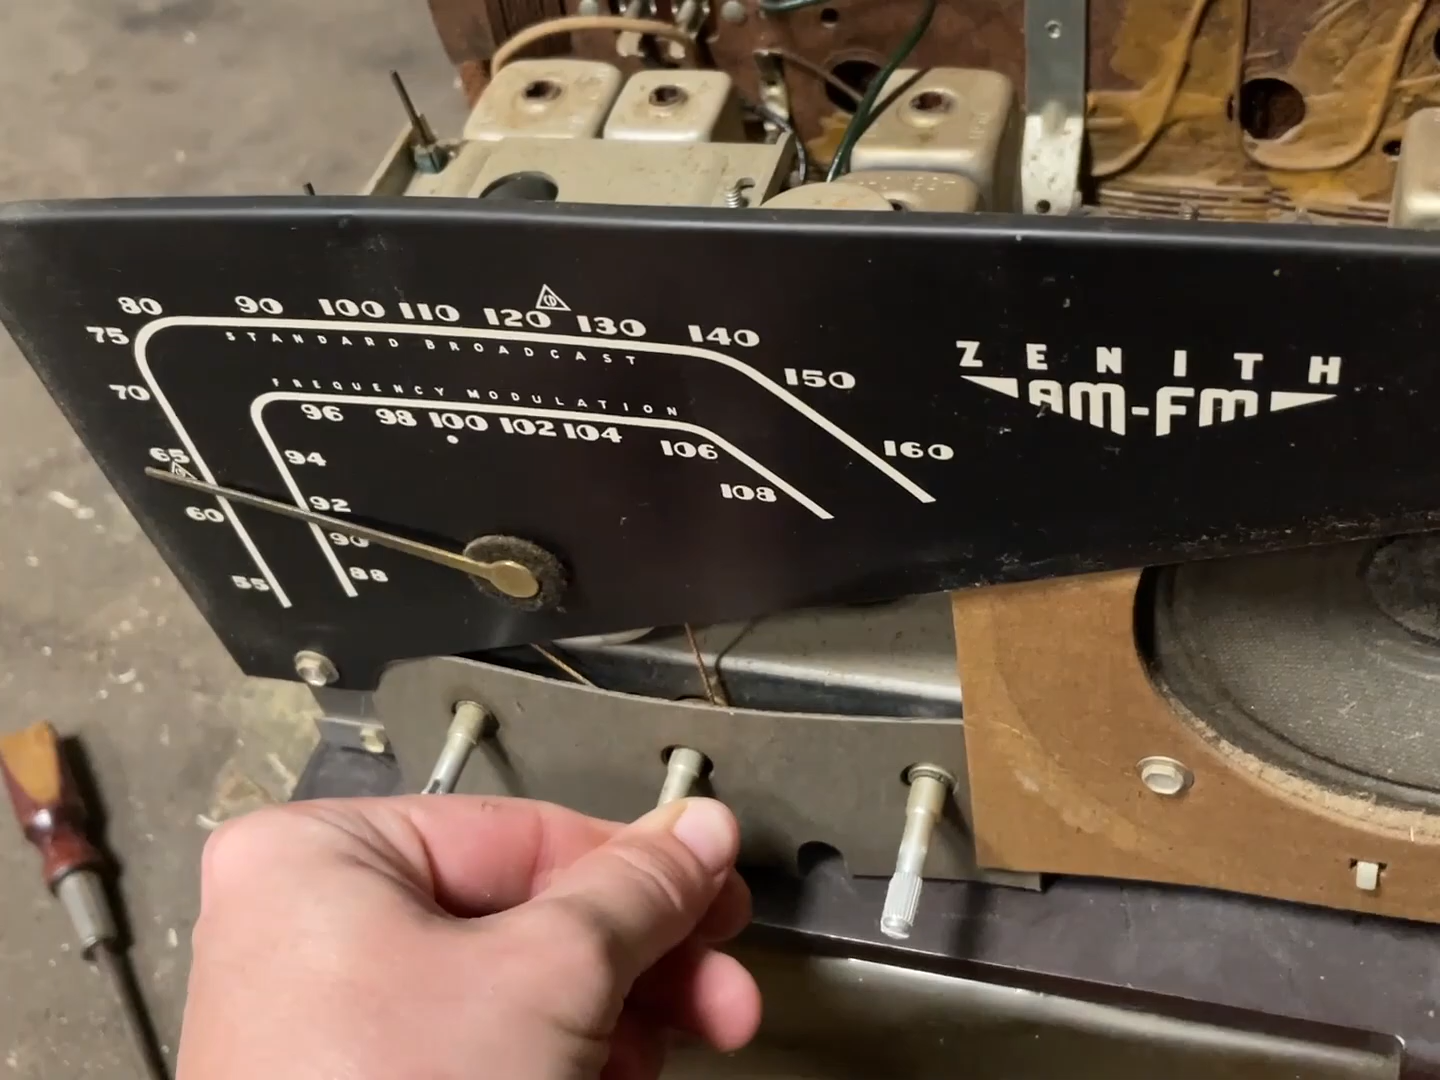 80 90 100 110 120 130 140
75
STANDARD BROADCAST
150
70
160
65
60
55
FREQUENCY MODULATION
96 98 100 102 104
106
94
108
92
90
88
ZENITH
AM-FM